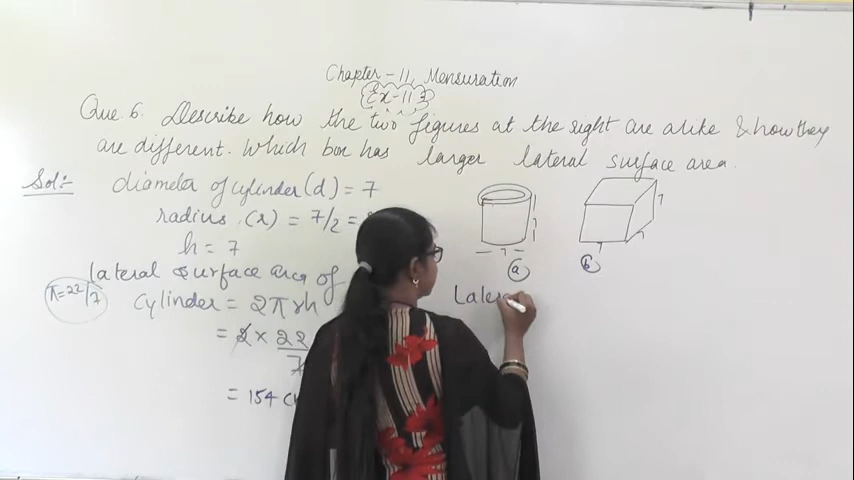 Chapter - 11, Mensuration
Ex-11.3
Que. 6. Describe how the two figures at the right are alike & how they
are different. Which box has larger lateral surface area.
Sol:- diameter of cylinder (d) = 7
radius (r) = 7/2 =
h = 7
lateral surface area of
π=22/7
cylinder = 2πrh
= 2 × 22
7
= 154
7
7
a
7
7
7
b
Latera